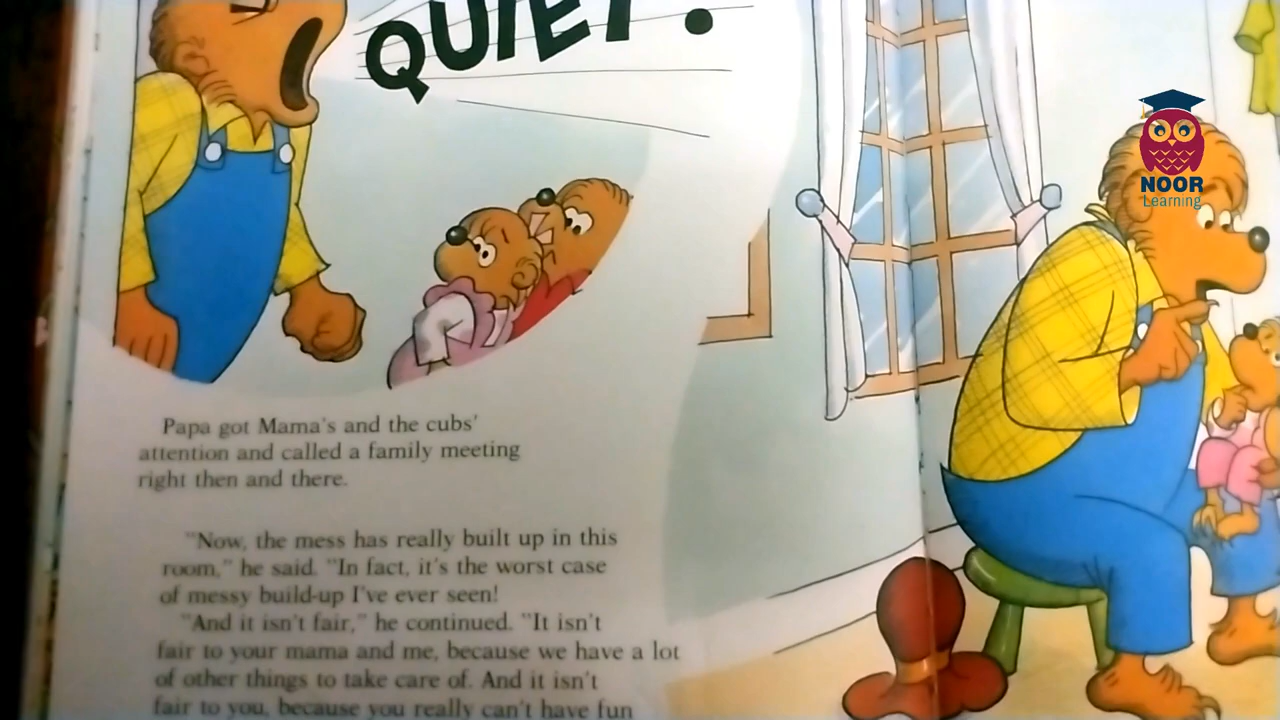 QUIET!
Papa got Mama's and the cubs'
attention and called a family meeting
right then and there.
"Now, the mess has really built up in this
room," he said. "In fact, it's the worst case
of messy build-up I've ever seen!
"And it isn't fair," he continued. "It isn't
fair to your mama and me, because we have a lot
of other things to take care of. And it isn't
fair to you, because you really can't have fun
NOOR
Learning